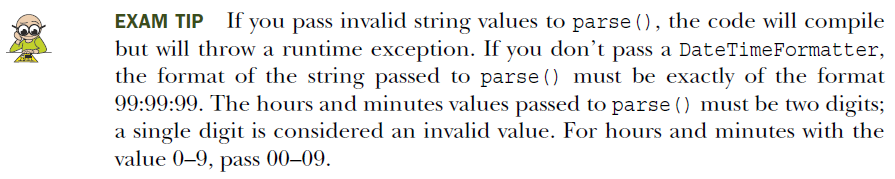 EXAM TIP If you pass invalid string values to parse(), the code will compile
but will throw a runtime exception. If you don’t pass a DateTimeFormatter,
the format of the string passed to parse() must be exactly of the format
99:99:99. The hours and minutes values passed to parse() must be two digits;
a single digit is considered an invalid value. For hours and minutes with the
value 0–9, pass 00–09.